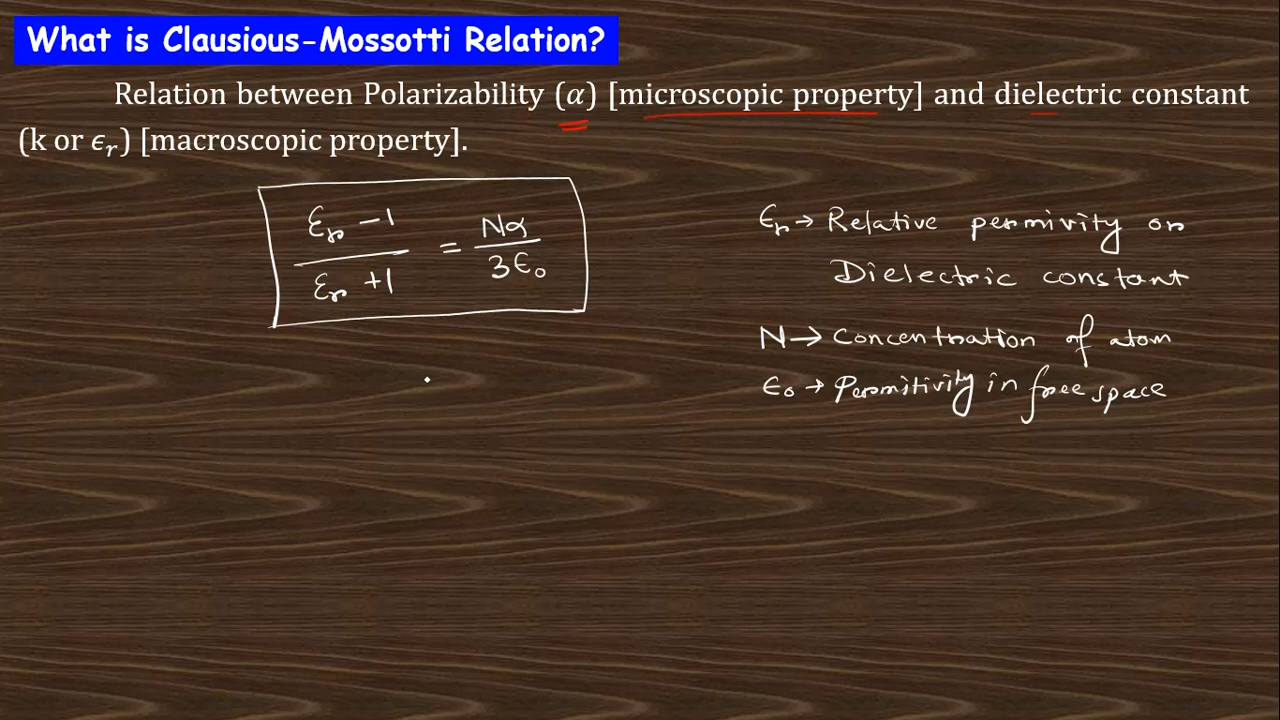 What is Clausious-Mossotti Relation?
Relation between Polarizability (α) [microscopic property] and dielectric constant
(k or ϵᵣ) [macroscopic property].
(εᵣ - 1)/(εᵣ + 1) = Nα/3ϵ₀
ϵᵣ → Relative permivity or
Dielectric constant
N → Concentration of atom
ϵ₀ → Permitivity in free space